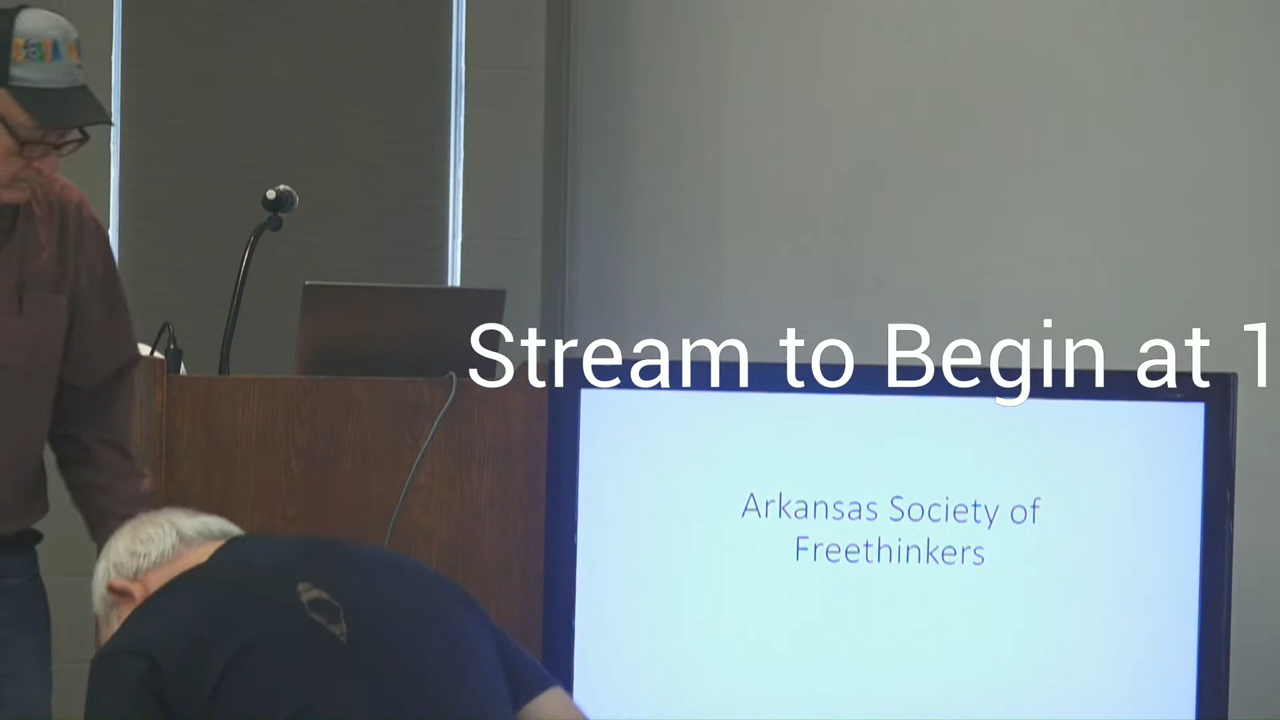 Stream to Begin at 1
Arkansas Society of
Freethinkers